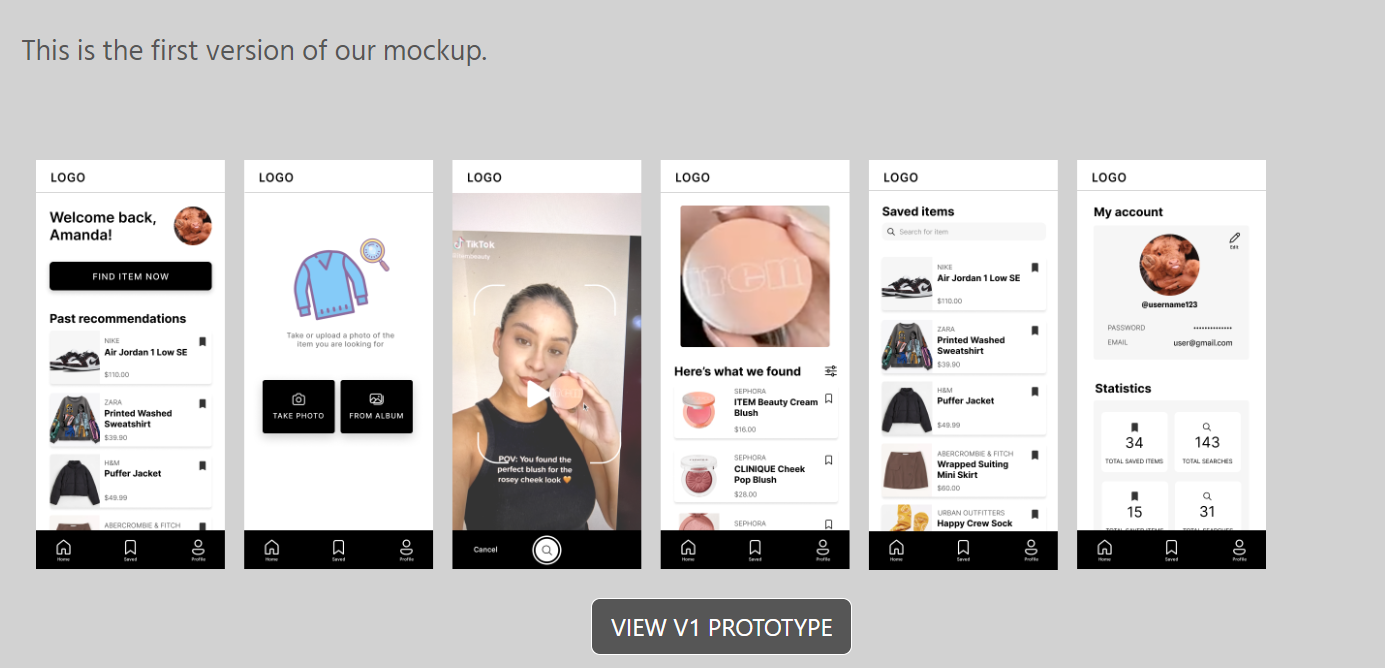 This is the first version of our mockup.
LOGO
Welcome back,
Amanda!
FIND ITEM NOW
Past recommendations
NIKE
Air Jordan 1 Low SE
$110.00
ZARA
Printed Washed
Sweatshirt
$39.90
H&M
Puffer Jacket
$49.99
ABERCROMBIE & FITCH
Home
Saved
Profile
LOGO
Take or upload a photo of the
item you are looking for
TAKE PHOTO
FROM ALBUM
Home
Saved
Profile
LOGO
TikTok
POV: You found the
perfect blush for the
rosey cheek look 🧡
Cancel
LOGO
ITEM
Here's what we found
SEPHORA
ITEM Beauty Cream
Blush
$16.00
SEPHORA
CLINIQUE Cheek
Pop Blush
$28.00
SEPHORA
Home
Saved
Profile
LOGO
Saved items
Search for item
NIKE
Air Jordan 1 Low SE
$110.00
ZARA
Printed Washed
Sweatshirt
$39.90
H&M
Puffer Jacket
$49.99
ABERCROMBIE & FITCH
Wrapped Suiting
Mini Skirt
$60.00
URBAN OUTFITTERS
Happy Crew Sock
Home
Saved
Profile
LOGO
My account
Edit
@username123
PASSWORD ••••••••••••••
EMAIL user@gmail.com
Statistics
34
TOTAL SAVED ITEMS
143
TOTAL SEARCHES
15
TOTAL SAVED ITEMS
31
TOTAL SEARCHES
Home
Saved
Profile
VIEW V1 PROTOTYPE